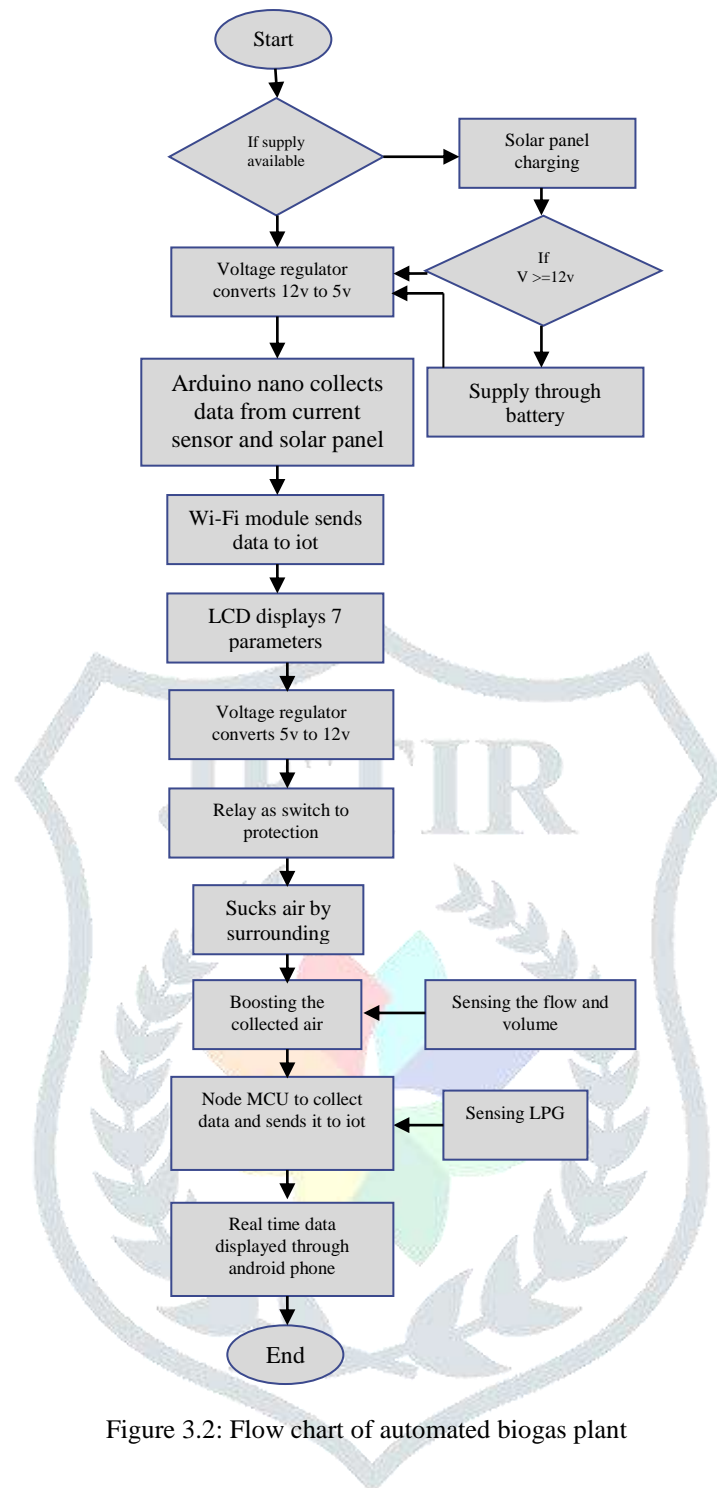 Start
If supply
available
Solar panel
charging
If
V >=12v
Voltage regulator
converts 12v to 5v
Supply through
battery
Arduino nano collects
data from current
sensor and solar panel
Wi-Fi module sends
data to iot
LCD displays 7
parameters
Voltage regulator
converts 5v to 12v
JETIR
Relay as switch to
protection
Sucks air by
surrounding
Boosting the
collected air
Sensing the flow and
volume
Node MCU to collect
data and sends it to iot
Sensing LPG
Real time data
displayed through
android phone
End
Figure 3.2: Flow chart of automated biogas plant